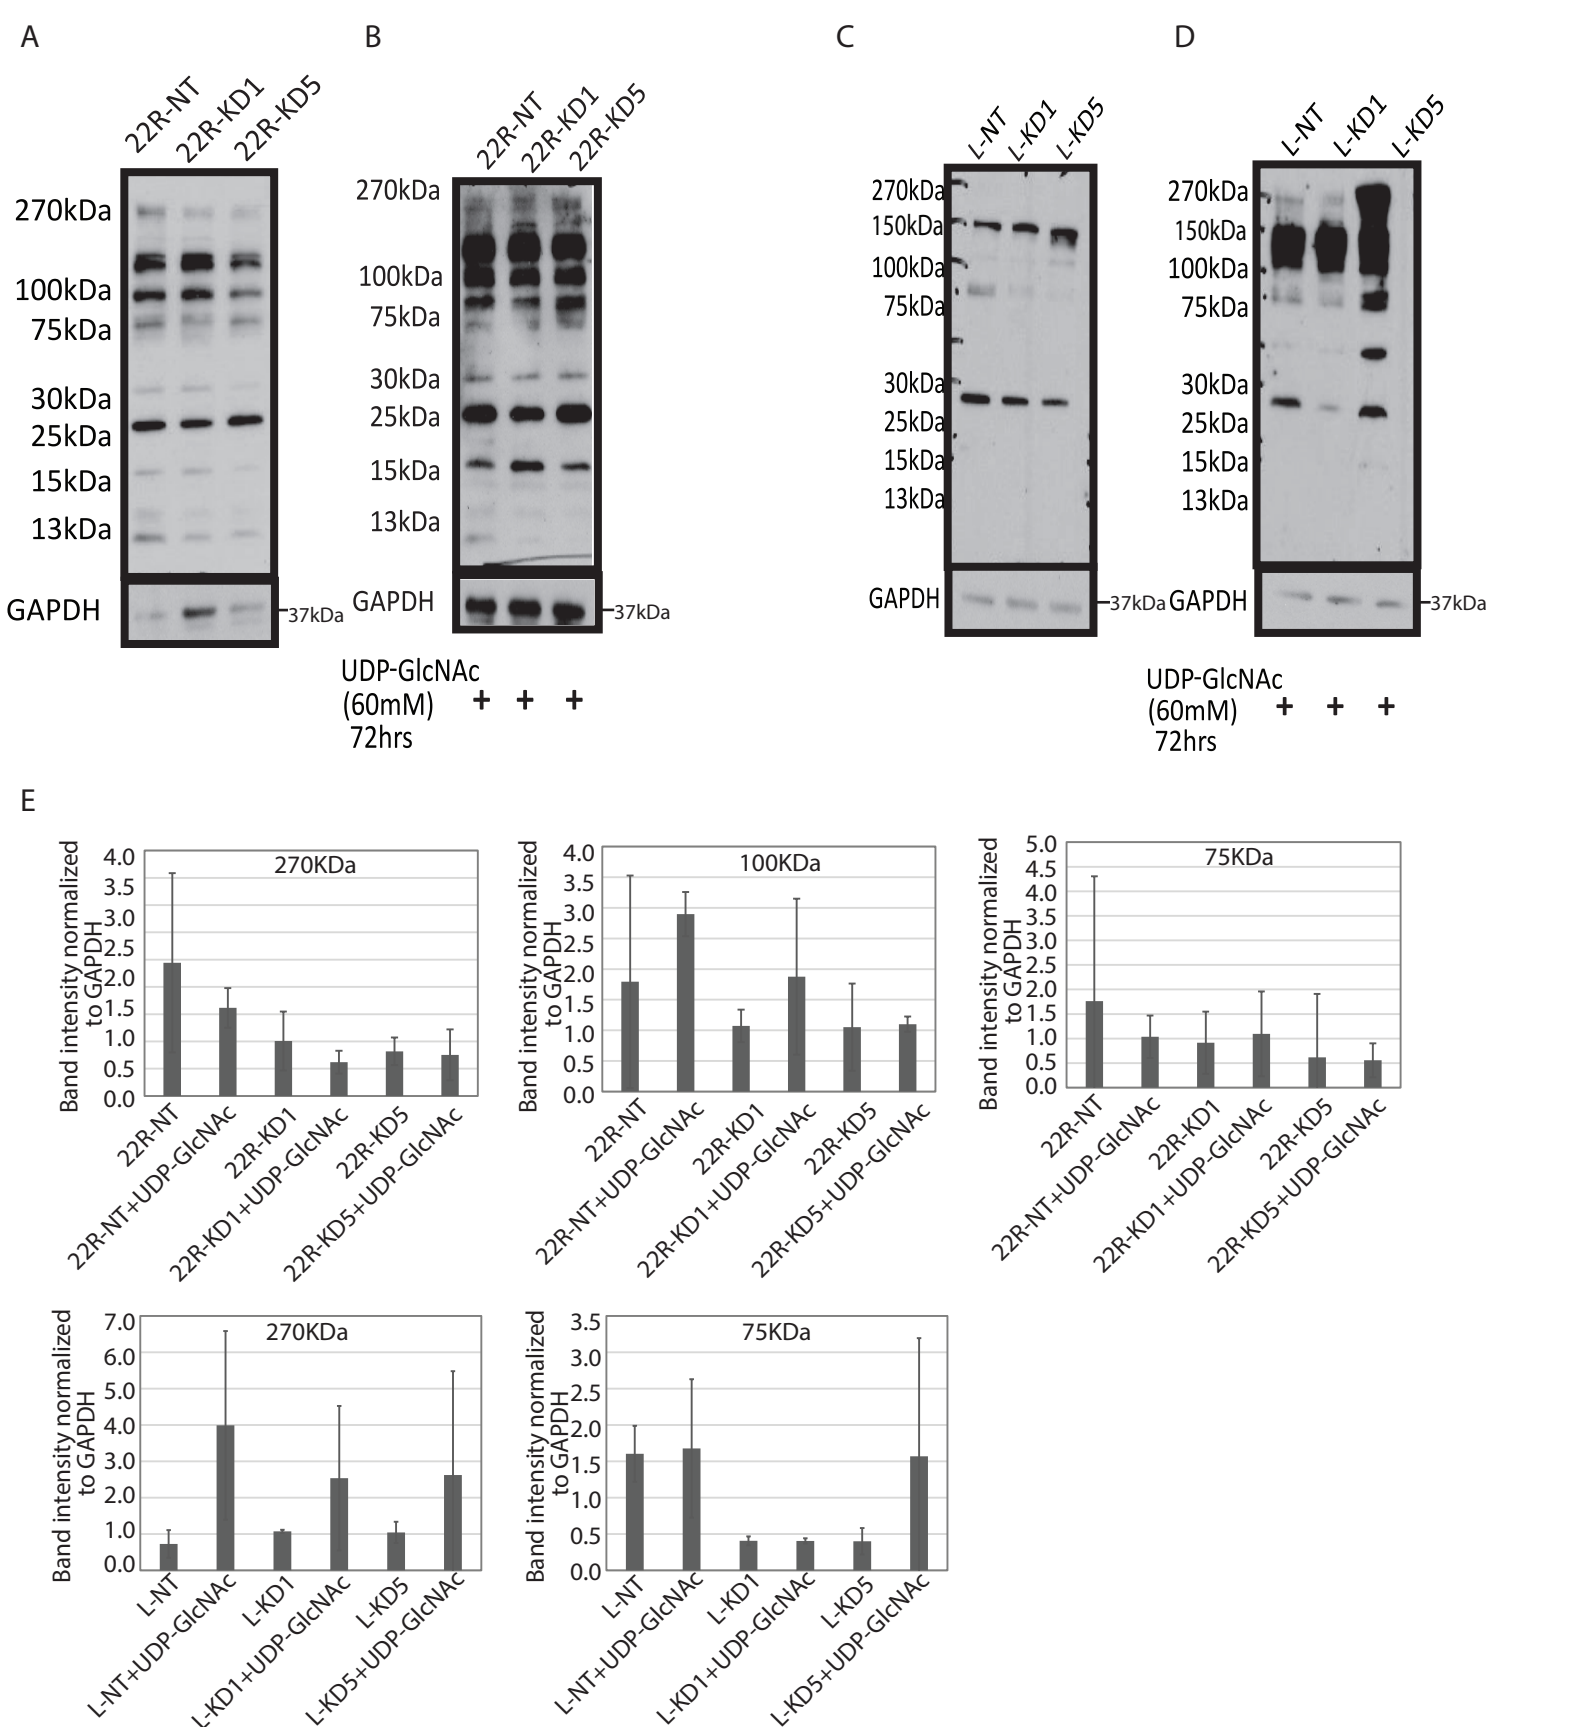 A
B
C
D
22R-NT
22R-KD1
22R-KD5
270kDa
100kDa
75kDa
30kDa
25kDa
15kDa
13kDa
GAPDH
37kDa
22R-NT
22R-KD1
22R-KD5
270kDa
100kDa
75kDa
30kDa
25kDa
15kDa
13kDa
GAPDH
37kDa
UDP-GlcNAc
(60mM) + + +
72hrs
L-NT
L-KD1
L-KD5
270kDa
150kDa
100kDa
75kDa
30kDa
25kDa
15kDa
13kDa
GAPDH
37kDa
L-NT
L-KD1
L-KD5
270kDa
150kDa
100kDa
75kDa
30kDa
25kDa
15kDa
13kDa
GAPDH
37kDa
UDP-GlcNAc
(60mM) + + +
72hrs
E
Band intensity normalized
to GAPDH
270KDa
4.0
3.5
3.0
2.5
2.0
1.5
1.0
0.5
0.0
22R-NT
22R-NT+UDP-GlcNAc
22R-KD1
22R-KD1+UDP-GlcNAc
22R-KD5
22R-KD5+UDP-GlcNAc
Band intensity normalized
to GAPDH
100KDa
4.0
3.5
3.0
2.5
2.0
1.5
1.0
0.5
0.0
22R-NT
22R-NT+UDP-GlcNAc
22R-KD1
22R-KD1+UDP-GlcNAc
22R-KD5
22R-KD5+UDP-GlcNAc
Band intensity normalized
to GAPDH
75KDa
5.0
4.5
4.0
3.5
3.0
2.5
2.0
1.5
1.0
0.5
0.0
22R-NT
22R-NT+UDP-GlcNAc
22R-KD1
22R-KD1+UDP-GlcNAc
22R-KD5
22R-KD5+UDP-GlcNAc
Band intensity normalized
to GAPDH
270KDa
7.0
6.0
5.0
4.0
3.0
2.0
1.0
0.0
L-NT
L-NT+UDP-GlcNAc
L-KD1
L-KD1+UDP-GlcNAc
L-KD5
L-KD5+UDP-GlcNAc
Band intensity normalized
to GAPDH
75KDa
3.5
3.0
2.5
2.0
1.5
1.0
0.5
0.0
L-NT
L-NT+UDP-GlcNAc
L-KD1
L-KD1+UDP-GlcNAc
L-KD5
L-KD5+UDP-GlcNAc